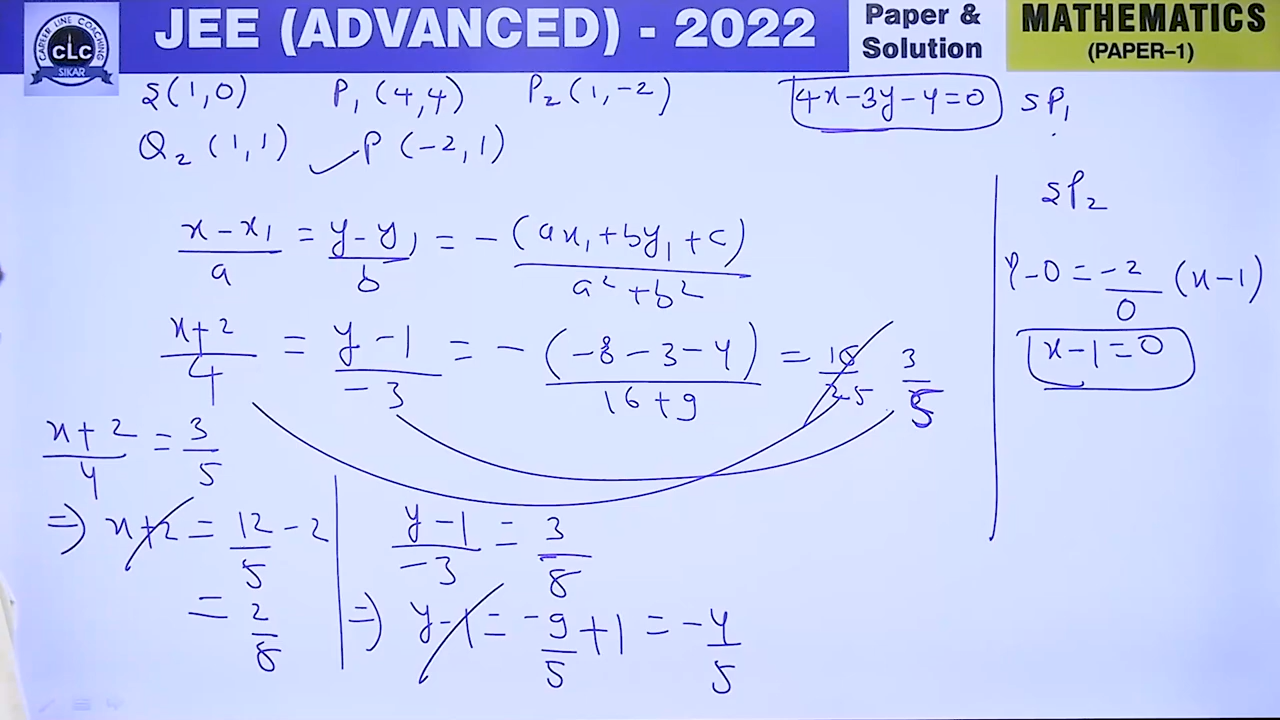 CAREER LINE COACHING
CLC
SIKAR
JEE (ADVANCED) - 2022
Paper &
Solution
MATHEMATICS
(PAPER–1)
S(1,0) P₁(4,4) P₂(1,-2) 4x-3y-4=0 SP₁
Q₂(1,1) ✓P(-2,1)
SP₂
(x-x₁)/a = (y-y₁)/b = -(ax₁+by₁+c)/(a²+b²)
y-0 = -2/0 (x-1)
(x+2)/4 = (y-1)/-3 = -(-8-3-4)/(16+9) = 15/25 3/5
x-1=0
(x+2)/4 = 3/5
⇒ x+2 = 12/5 - 2
(y-1)/-3 = 3/5
= 2/5
⇒ y-1 = -9/5 + 1 = -4/5